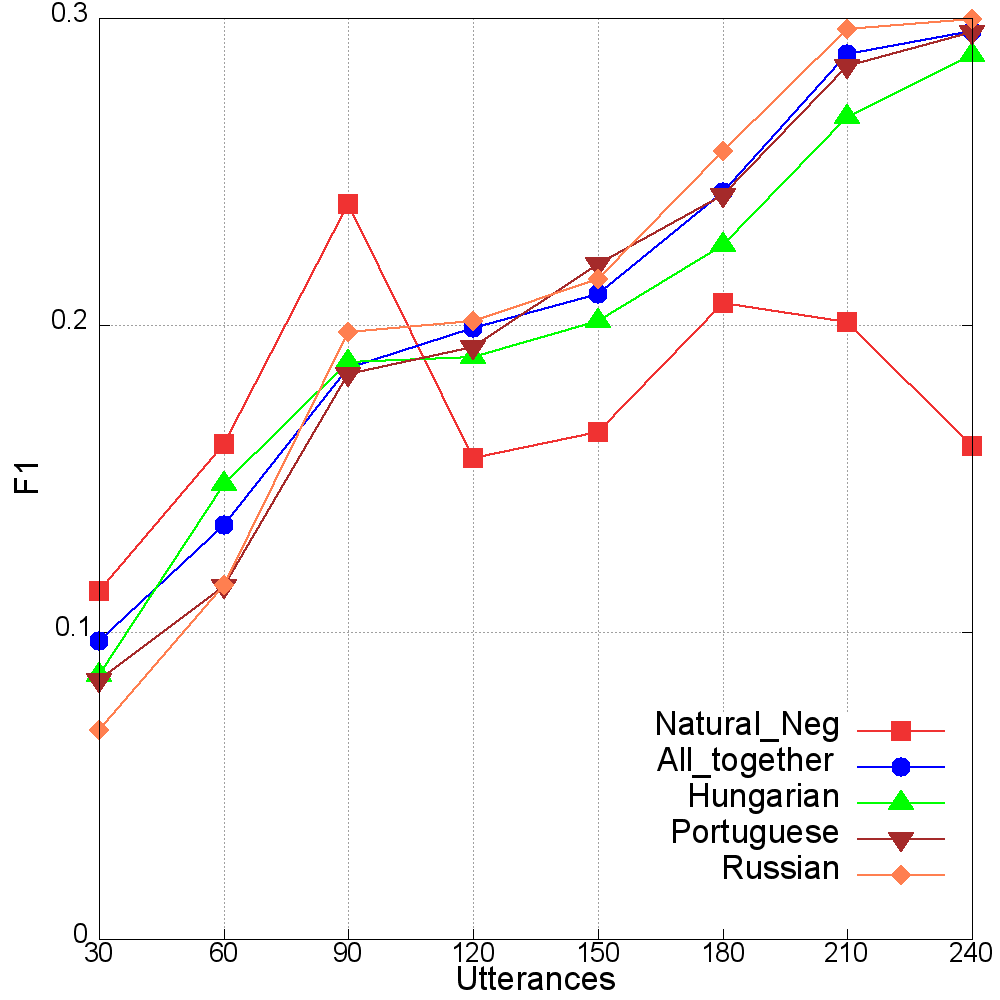 0.3
0.2
0.1
0
F1
Natural_Neg
All_together
Hungarian
Portuguese
Russian
30 60 90 120 150 180 210 240
Utterances